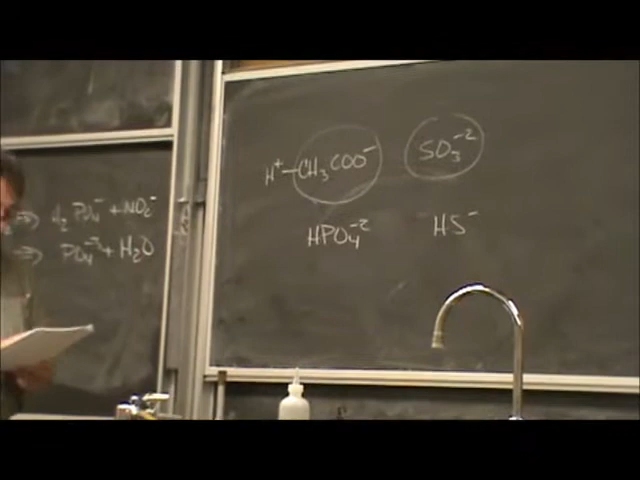 ⇒ H₂PO₄⁻ + NO₂⁻
⇒ PO₄⁻³ + H₂O
H⁺—CH₃COO⁻ SO₃⁻²
HPO₄⁻² HS⁻